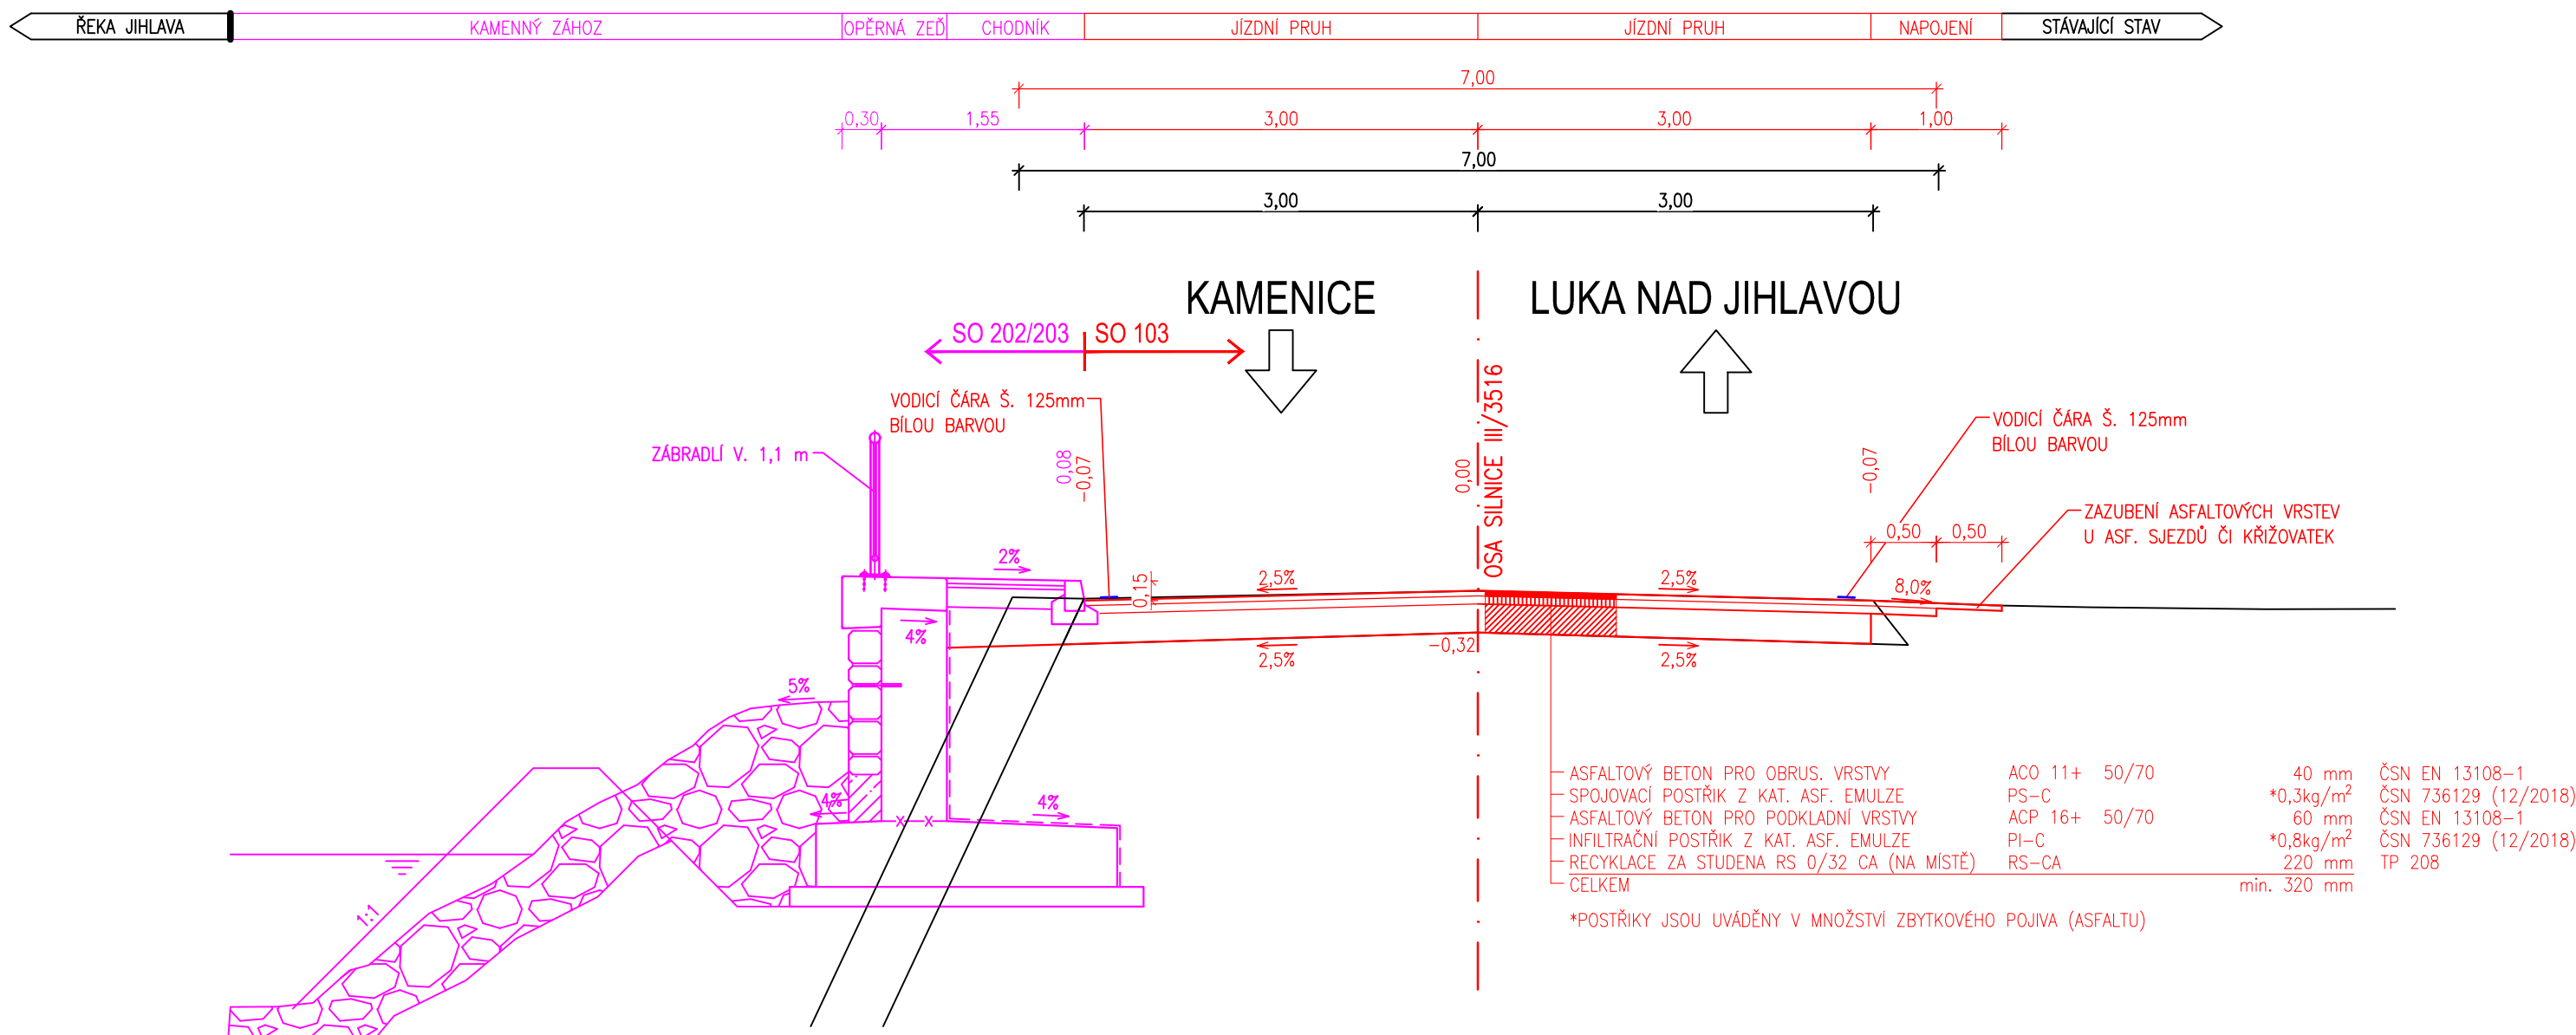 ŘEKA JIHLAVA KAMENNÝ ZÁHOZ OPĚRNÁ ZEĎ CHODNÍK JÍZDNÍ PRUH JÍZDNÍ PRUH NAPOJENÍ STÁVAJÍCÍ STAV
7,00
0,30 1,55 3,00 3,00 1,00
7,00
3,00 3,00
KAMENICE LUKA NAD JIHLAVOU
SO 202/203 SO 103
OSA SILNICE III/3516
VODICÍ ČÁRA Š. 125mm
BÍLOU BARVOU
VODICÍ ČÁRA Š. 125mm
BÍLOU BARVOU
ZÁBRADLÍ V. 1,1 m
0,08
-0,07
0,00
-0,07
ZAZUBENÍ ASFALTOVÝCH VRSTEV
U ASF. SJEZDŮ ČI KŘIŽOVATEK
0,50 0,50
2%
0,15
2,5% 2,5%
8,0%
4%
-0,32
2,5% 2,5%
5%
4%
4%
X X
1:1
ASFALTOVÝ BETON PRO OBRUS. VRSTVY ACO 11+ 50/70 40 mm ČSN EN 13108-1
SPOJOVACÍ POSTŘIK Z KAT. ASF. EMULZE PS-C *0,3kg/m² ČSN 736129 (12/2018)
ASFALTOVÝ BETON PRO PODKLADNÍ VRSTVY ACP 16+ 50/70 60 mm ČSN EN 13108-1
INFILTRAČNÍ POSTŘIK Z KAT. ASF. EMULZE PI-C *0,8kg/m² ČSN 736129 (12/2018)
RECYKLACE ZA STUDENA RS 0/32 CA (NA MÍSTĚ) RS-CA 220 mm TP 208
CELKEM min. 320 mm
*POSTŘIKY JSOU UVÁDĚNY V MNOŽSTVÍ ZBYTKOVÉHO POJIVA (ASFALTU)